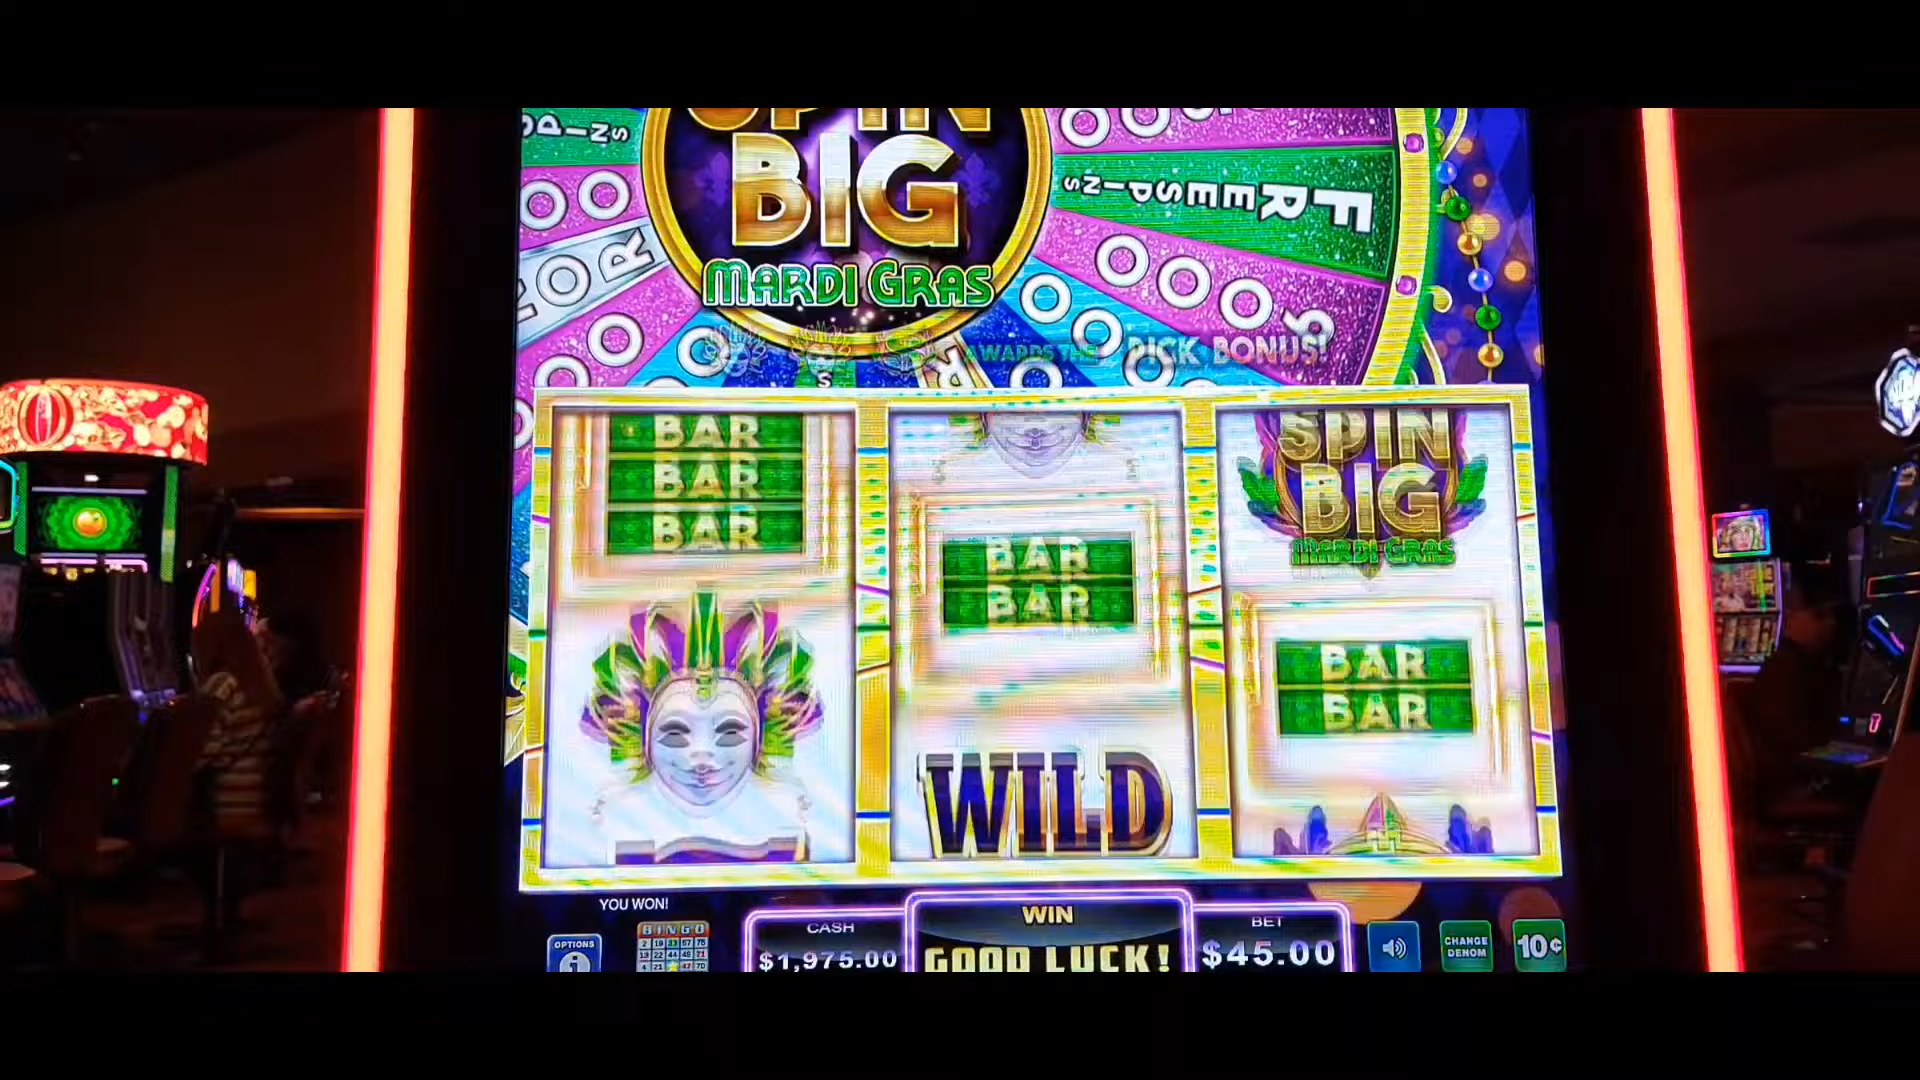 SPIN
BIG
MARDI GRAS
SPINS
FREE SPINS
AWARDS THE PICK BONUS!
BAR
BAR
BAR
BAR
BAR
WILD
SPIN
BIG
MARDI GRAS
BAR
BAR
YOU WON!
OPTIONS
BINGO
CASH
$1,975.00
WIN
GOOD LUCK!
BET
$45.00
CHANGE
DENOM
10¢